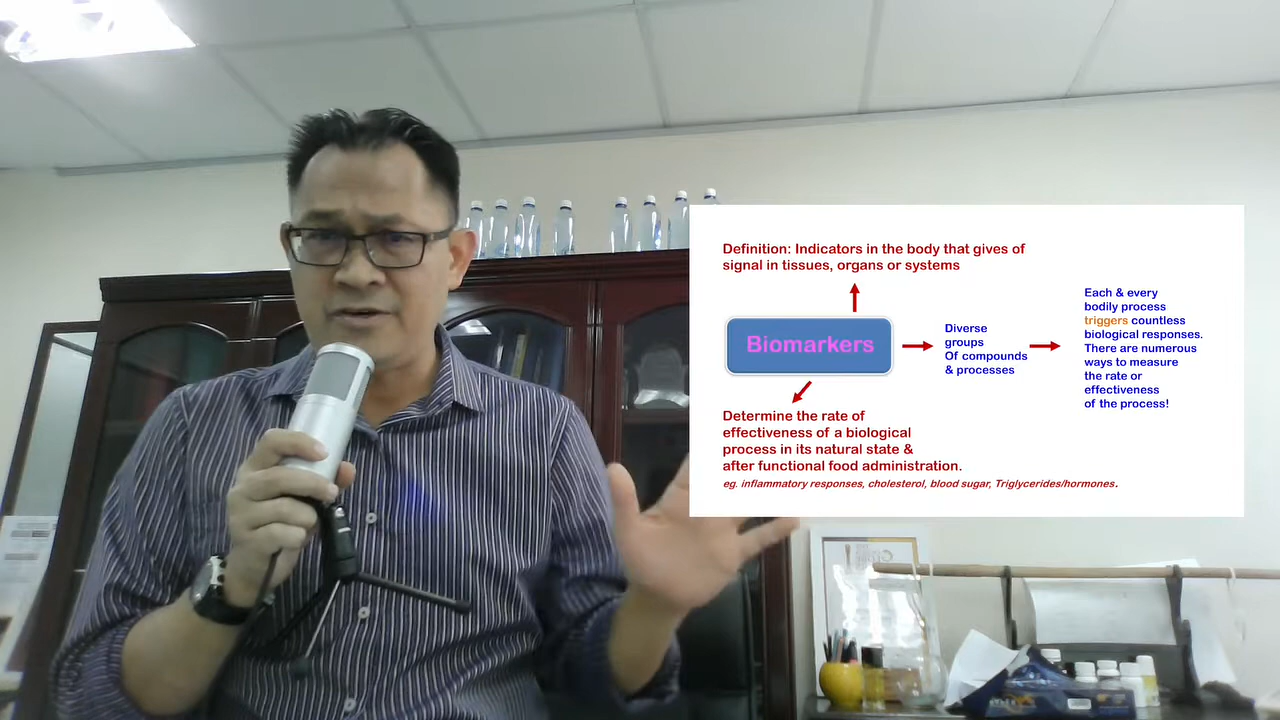 Definition: Indicators in the body that gives of
signal in tissues, organs or systems
Biomarkers
Diverse
groups
Of compounds
& processes
Each & every
bodily process
triggers countless
biological responses.
There are numerous
ways to measure
the rate or
effectiveness
of the process!
Determine the rate of
effectiveness of a biological
process in its natural state &
after functional food administration.
eg. inflammatory responses, cholesterol, blood sugar, Triglycerides/hormones.